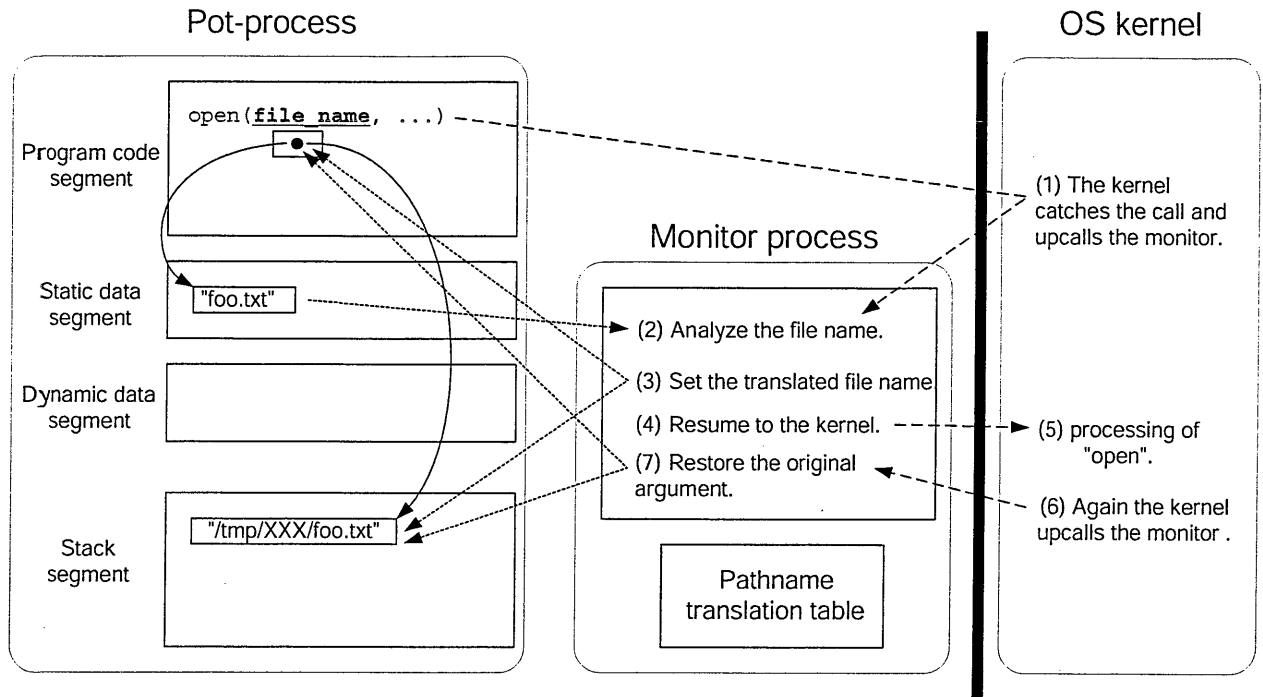 Pot-process
OS kernel
open(file_name, ...)
Program code
segment
(1) The kernel
catches the call and
upcalls the monitor.
Monitor process
Static data
segment
"foo.txt"
(2) Analyze the file name.
(3) Set the translated file name
Dynamic data
segment
(4) Resume to the kernel.
(5) processing of
"open".
(7) Restore the original
argument.
(6) Again the kernel
upcalls the monitor .
"/tmp/XXX/foo.txt"
Stack
segment
Pathname
translation table